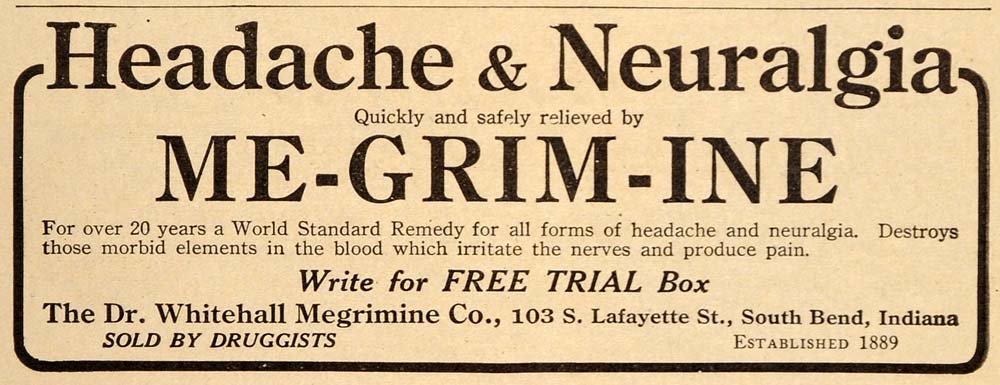 Headache & Neuralgia
Quickly and safely relieved by
ME-GRIM-INE
For over 20 years a World Standard Remedy for all forms of headache and neuralgia. Destroys
those morbid elements in the blood which irritate the nerves and produce pain.
Write for FREE TRIAL Box
The Dr. Whitehall Megrimine Co., 103 S. Lafayette St., South Bend, Indiana
SOLD BY DRUGGISTS ESTABLISHED 1889